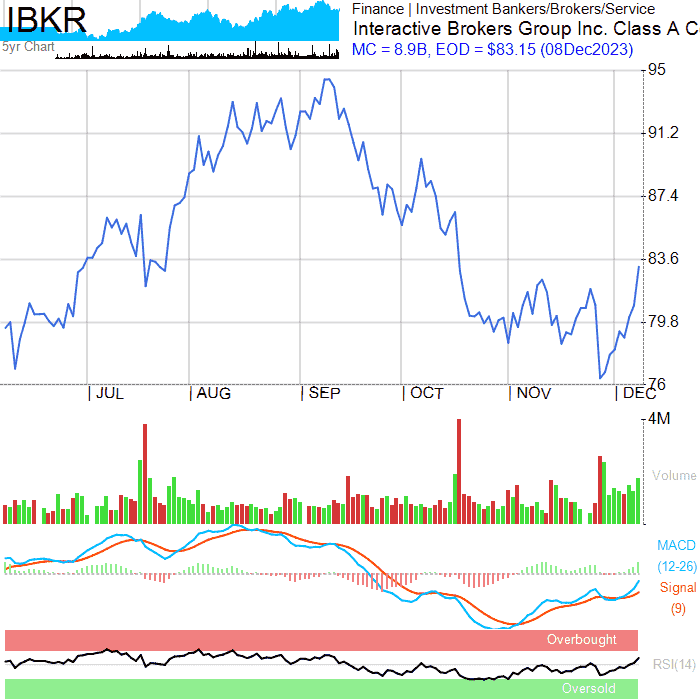 IBKR
5yr Chart
Finance | Investment Bankers/Brokers/Service
Interactive Brokers Group Inc. Class A C
MC = 8.9B, EOD = $83.15 (08Dec2023)
95
91.2
87.4
83.6
79.8
76
JUL AUG SEP OCT NOV DEC
4M
Volume
MACD
(12-26)
Signal
(9)
Overbought
RSI(14)
Oversold